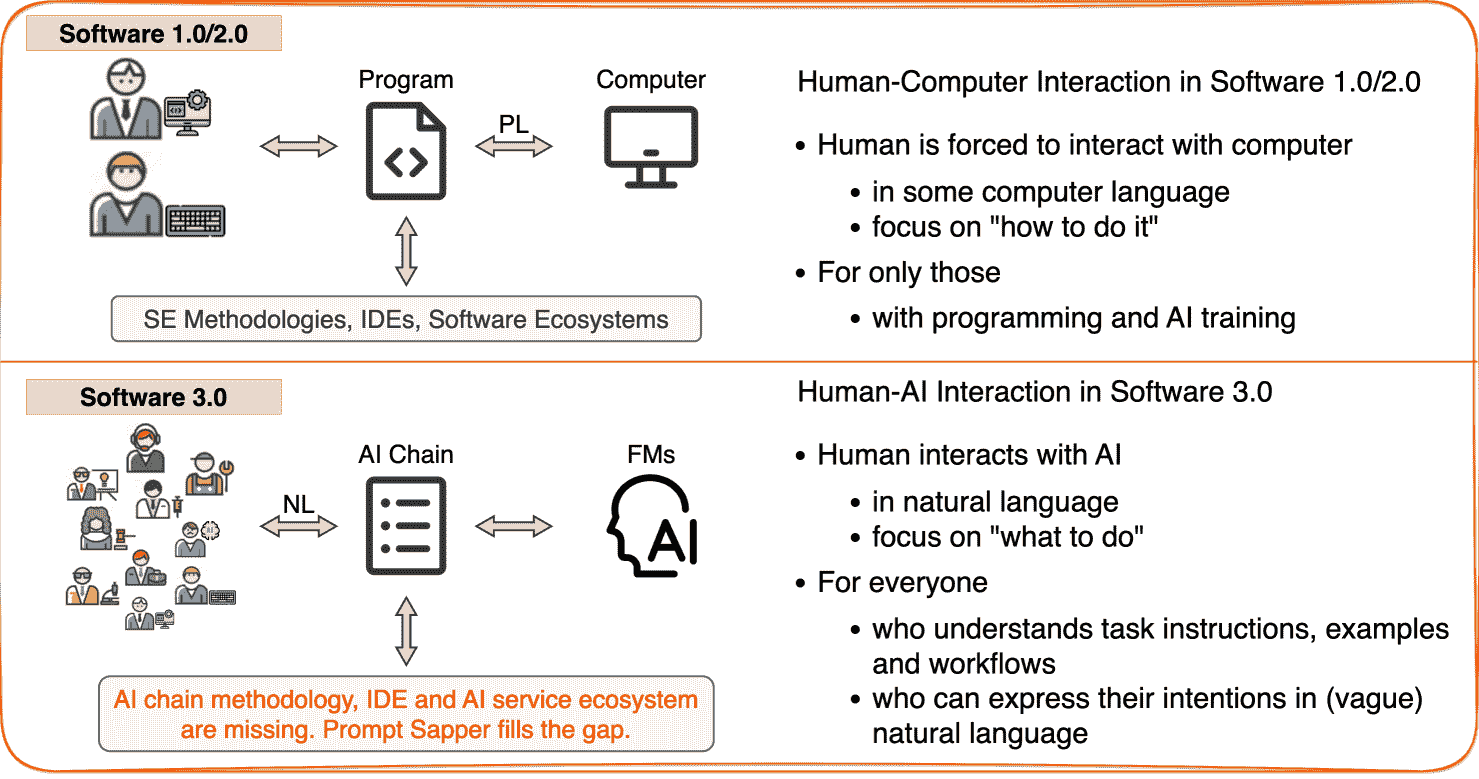 Software 1.0/2.0
Program
Computer
PL
SE Methodologies, IDEs, Software Ecosystems
Human-Computer Interaction in Software 1.0/2.0
• Human is forced to interact with computer
• in some computer language
• focus on "how to do it"
• For only those
• with programming and AI training
Software 3.0
AI Chain
FMs
NL
AI
AI chain methodology, IDE and AI service ecosystem
are missing. Prompt Sapper fills the gap.
Human-AI Interaction in Software 3.0
• Human interacts with AI
• in natural language
• focus on "what to do"
• For everyone
• who understands task instructions, examples
and workflows
• who can express their intentions in (vague)
natural language